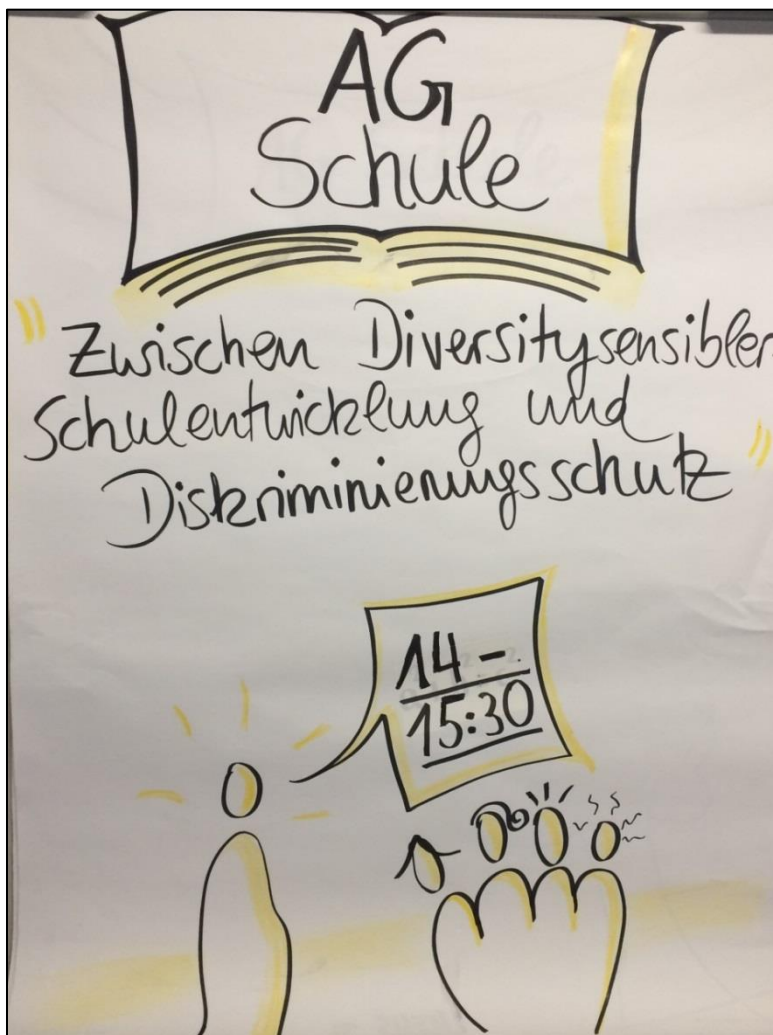 AG
Schule
"Zwischen Diversitysensibler
Schulentwicklung und
Diskriminierungsschutz"
14 -
15:30